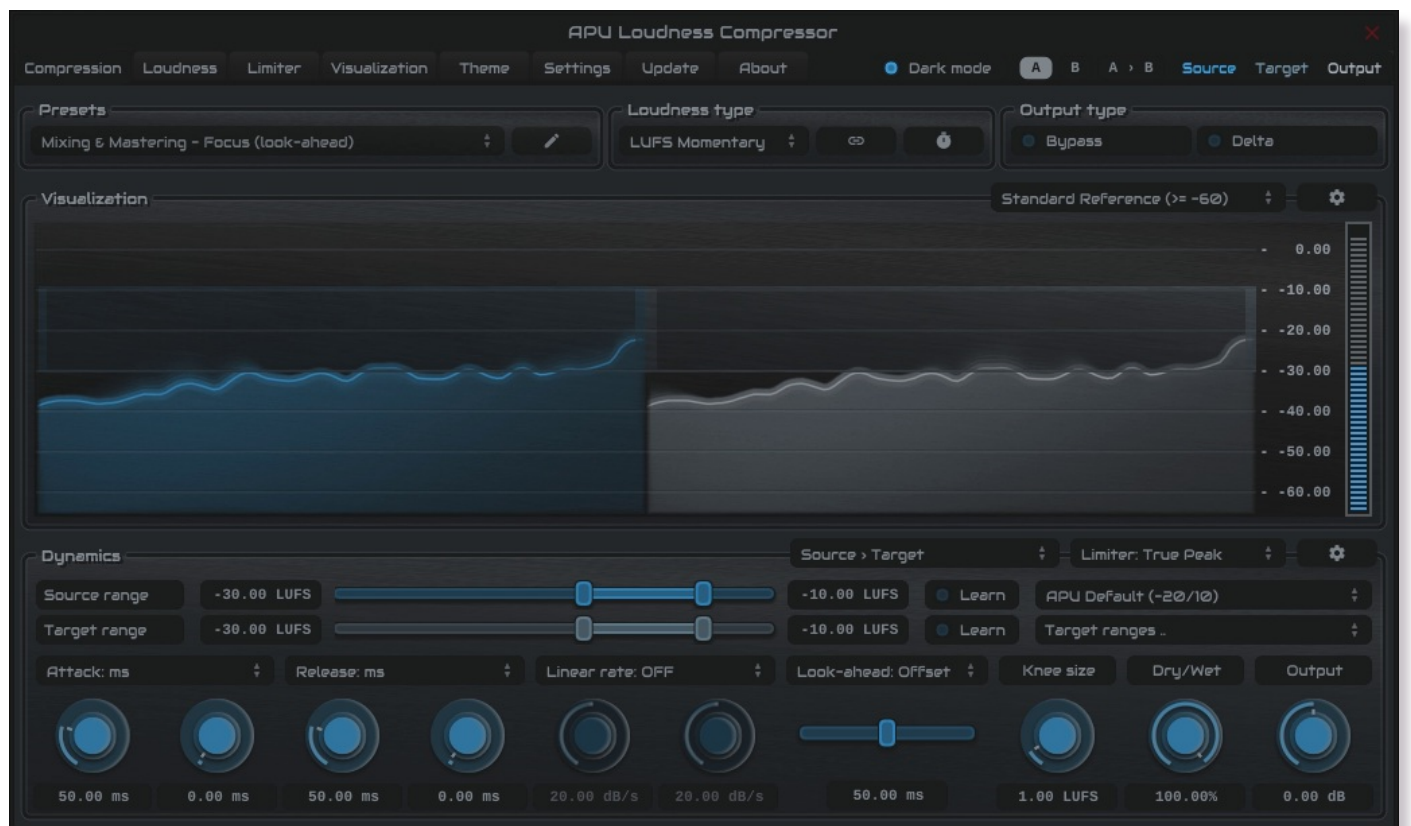 APU Loudness Compressor
Compression Loudness Limiter Visualization Theme Settings Update About Dark mode A B A › B Source Target Output
Presets Loudness type Output type
Mixing & Mastering - Focus (look-ahead) LUFS Momentary Bypass Delta
Visualization Standard Reference (>= -60)
- 0.00
- -10.00
- -20.00
- -30.00
- -40.00
- -50.00
- -60.00
Dynamics Source › Target Limiter: True Peak
Source range -30.00 LUFS -10.00 LUFS Learn APU Default (-20/10)
Target range -30.00 LUFS -10.00 LUFS Learn Target ranges ..
Attack: ms Release: ms Linear rate: OFF Look-ahead: Offset Knee size Dry/Wet Output
50.00 ms 0.00 ms 50.00 ms 0.00 ms 20.00 dB/s 20.00 dB/s 50.00 ms 1.00 LUFS 100.00% 0.00 dB